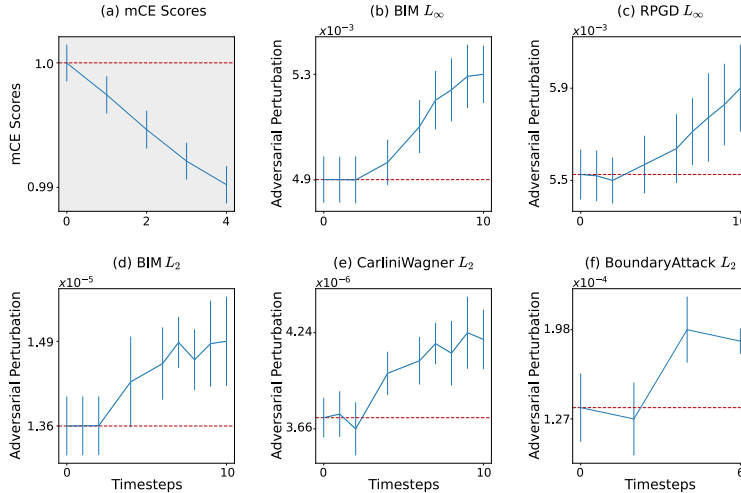 (a) mCE Scores
mCE Scores
1.0
0.99
0
2
4
(b) BIM L∞
x10⁻³
Adversarial Perturbation
5.3
4.9
0
10
(c) RPGD L∞
x10⁻³
Adversarial Perturbation
5.9
5.5
0
10
(d) BIM L₂
x10⁻⁵
Adversarial Perturbation
1.49
1.36
0
10
Timesteps
(e) CarliniWagner L₂
x10⁻⁶
Adversarial Perturbation
4.24
3.66
0
10
Timesteps
(f) BoundaryAttack L₂
x10⁻⁴
Adversarial Perturbation
1.98
1.27
0
6
Timesteps